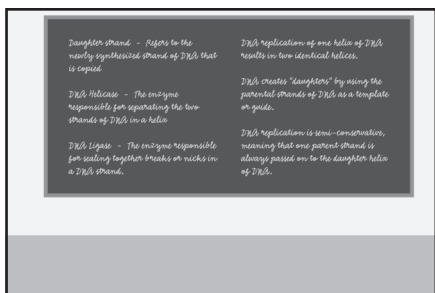 Daughter strand - Refers to the
newly synthesized strand of DNA that
is copied
DNA Helicase - The enzyme
responsible for separating the two
strands of DNA in a helix
DNA Ligase - The enzyme responsible
for sealing together breaks or nicks in
a DNA strand.
DNA replication of one helix of DNA
results in two identical helices.
DNA creates "daughters" by using the
parental strands of DNA as a template
or guide.
DNA replication is semi-conservative,
meaning that one parent strand is
always passed on to the daughter helix
of DNA.